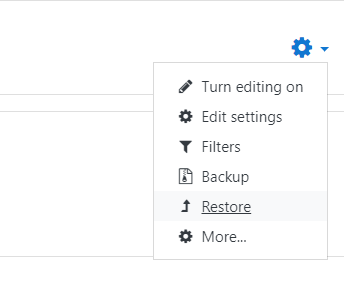 Turn editing on
Edit settings
Filters
Backup
Restore
More...